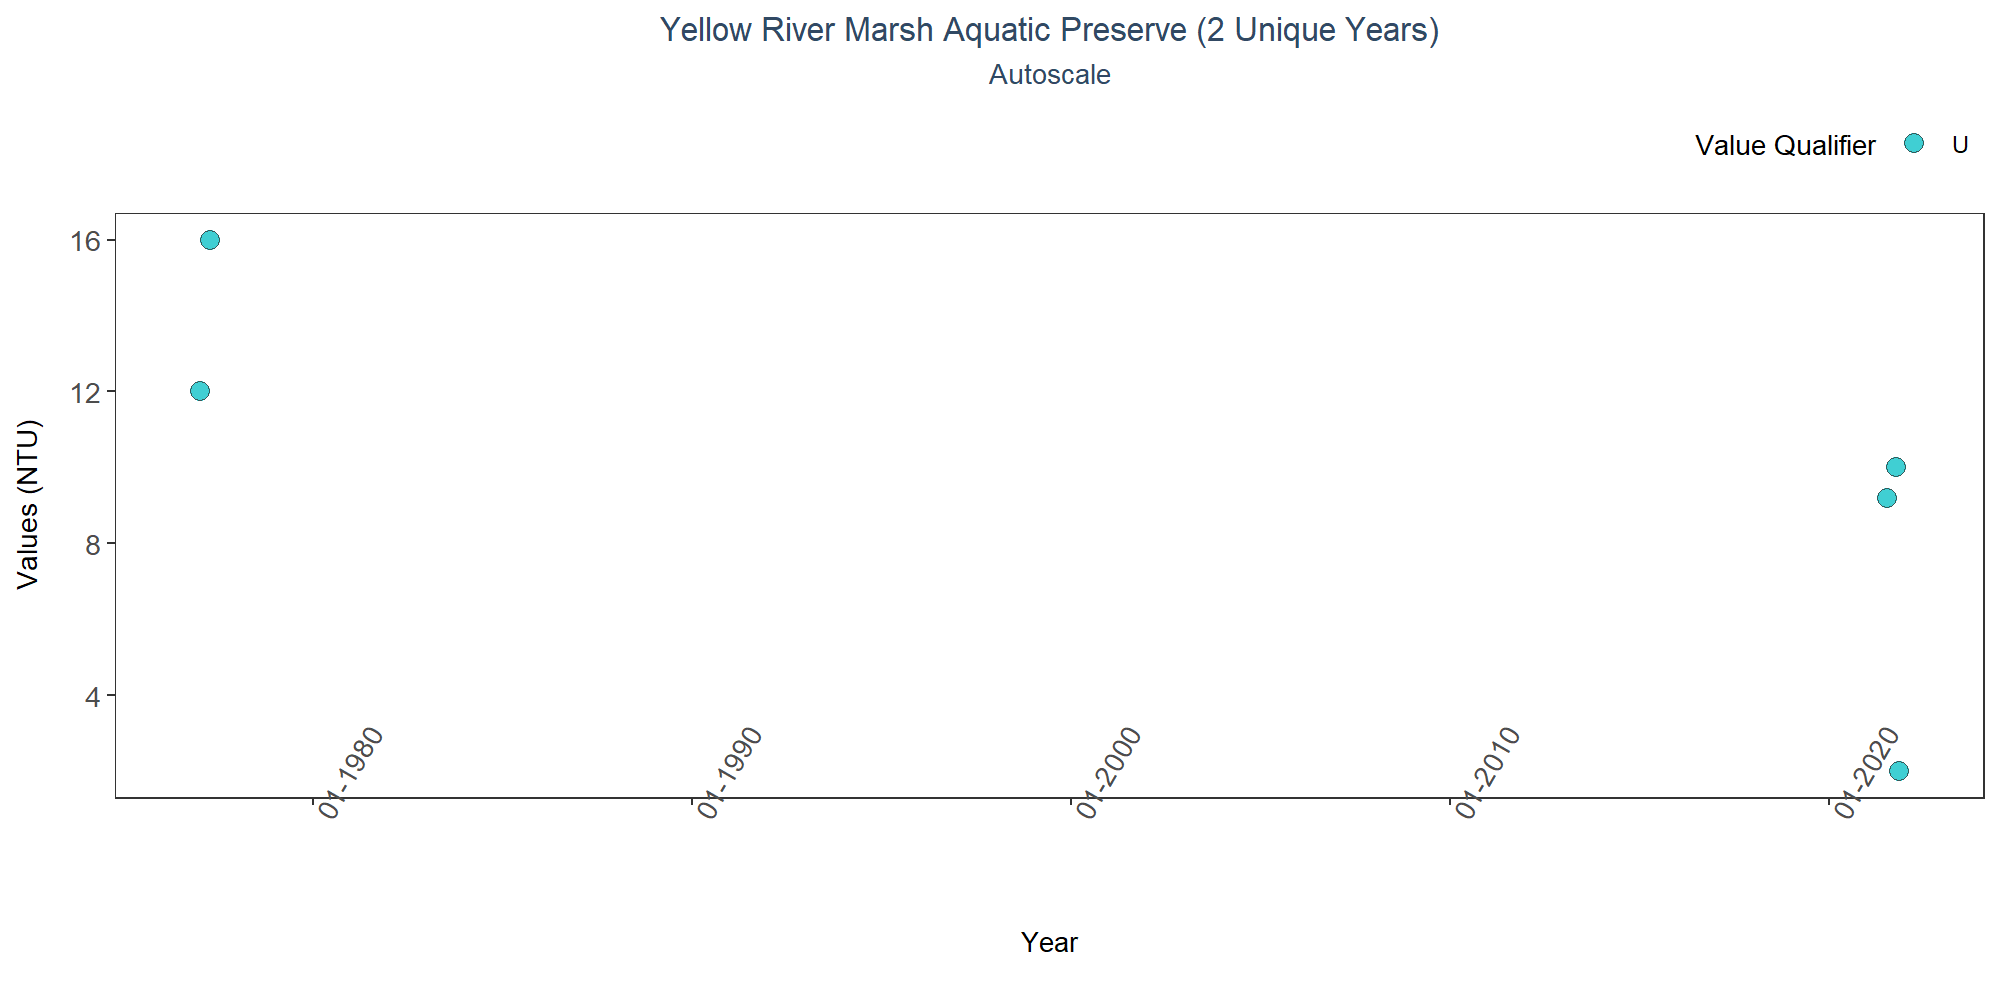 Yellow River Marsh Aquatic Preserve (2 Unique Years)
Autoscale
Value Qualifier U
16
12
8
4
Values (NTU)
01-1980
01-1990
01-2000
01-2010
01-2020
Year